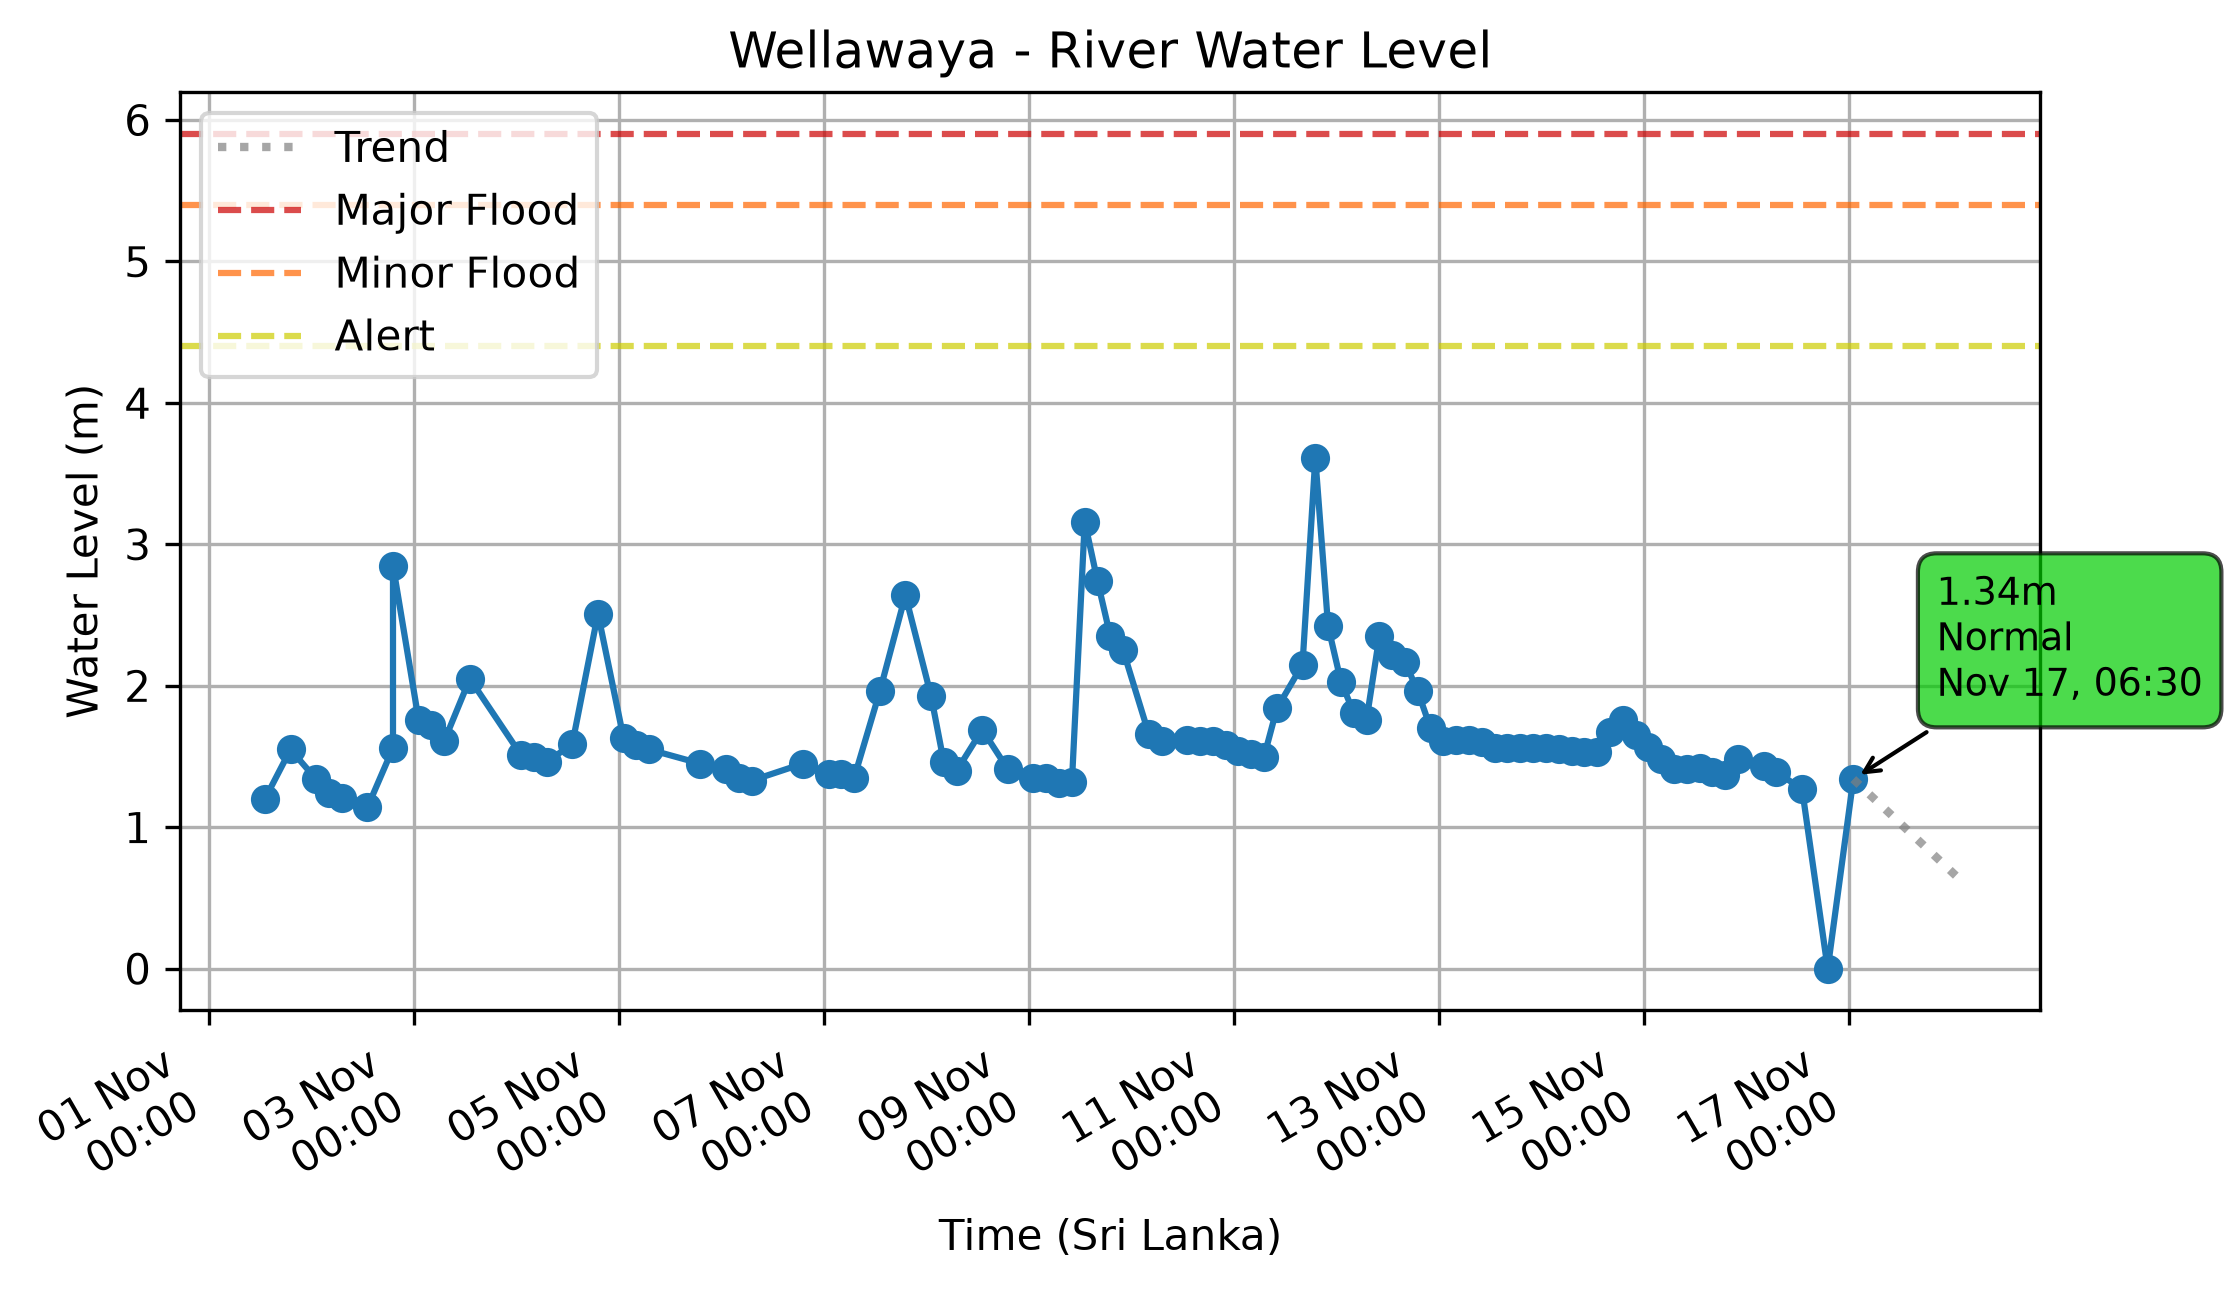 Wellawaya - River Water Level
6
5
4
3
2
1
0
Water Level (m)
Trend
Major Flood
Minor Flood
Alert
1.34m
Normal
Nov 17, 06:30
01 Nov
00:00
03 Nov
00:00
05 Nov
00:00
07 Nov
00:00
09 Nov
00:00
11 Nov
00:00
13 Nov
00:00
15 Nov
00:00
17 Nov
00:00
Time (Sri Lanka)